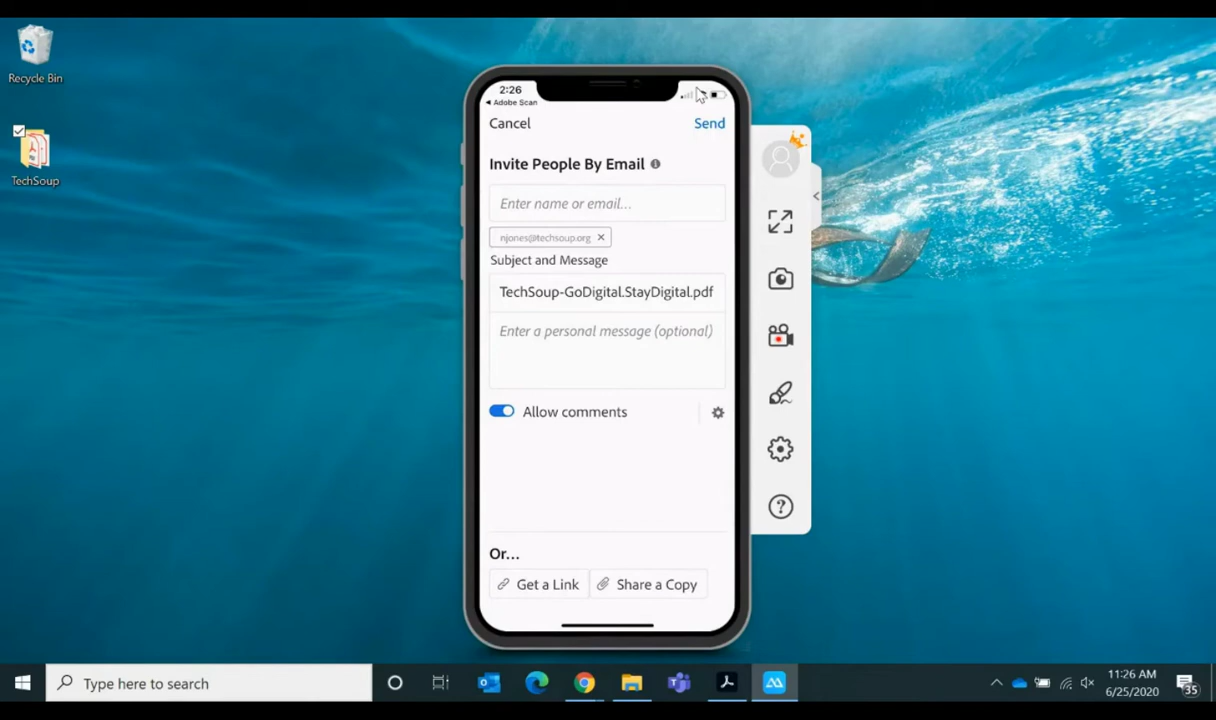 Recycle Bin
TechSoup
2:26
Adobe Scan
Cancel
Send
Invite People By Email
Enter name or email...
njones@techsoup.org
Subject and Message
TechSoup-GoDigital.StayDigital.pdf
Enter a personal message (optional)
Allow comments
Or...
Get a Link
Share a Copy
Type here to search
11:26 AM
6/25/2020
35